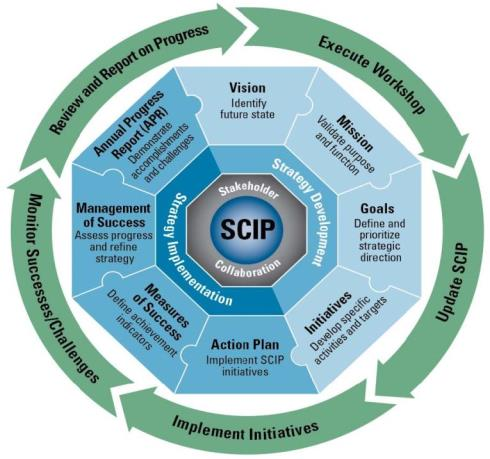 Review and Report on Progress
Execute Workshop
Update SCIP
Implement Initiatives
Monitor Successes/Challenges
Vision
Identify
future state
Mission
Validate purpose
and function
Goals
Define and
prioritize
strategic
direction
Initiatives
Develop specific
activities and targets
Action Plan
Implement SCIP
initiatives
Measures
of Success
Define achievement
indicators
Management
of Success
Assess progress
and refine
strategy
Annual Progress
Report (APR)
Demonstrate
accomplishments
and challenges
Strategy Development
Strategy Implementation
Stakeholder
SCIP
Collaboration